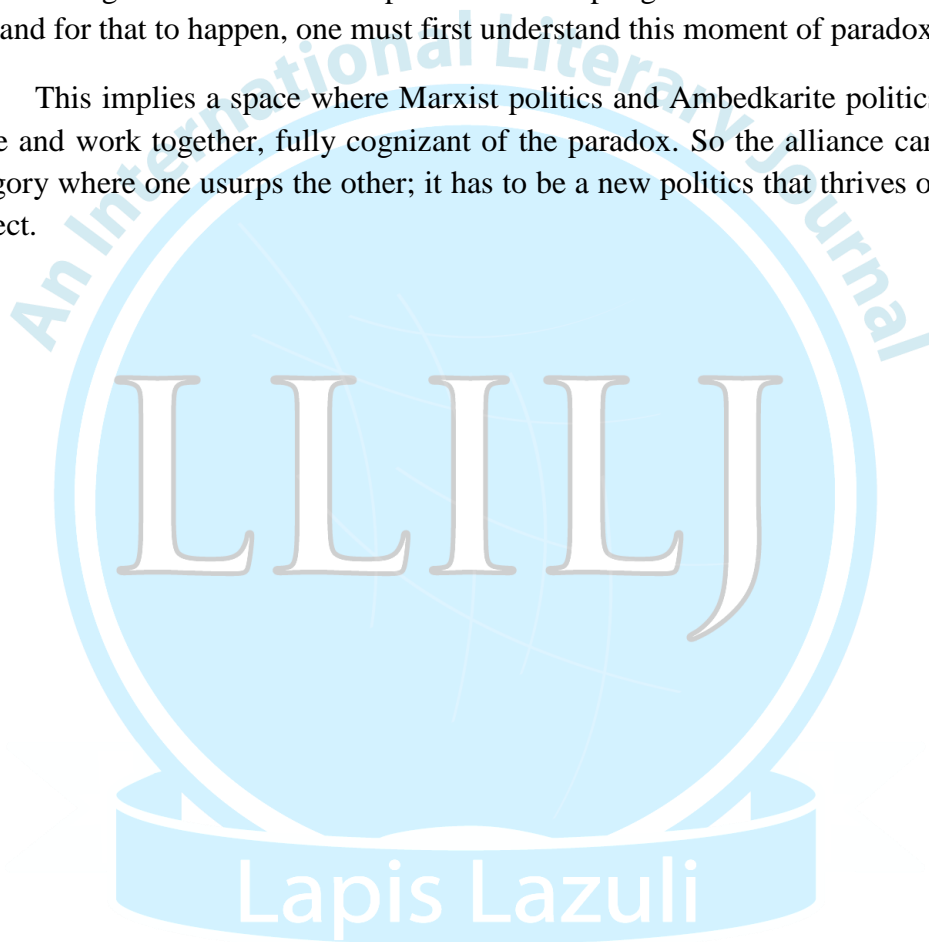 and for that to happen, one must first understand this moment of paradox
This implies a space where Marxist politics and Ambedkarite politics
e and work together, fully cognizant of the paradox. So the alliance can
gory where one usurps the other; it has to be a new politics that thrives o
ect.
An International Literary Journal
LLILJ
Lapis Lazuli